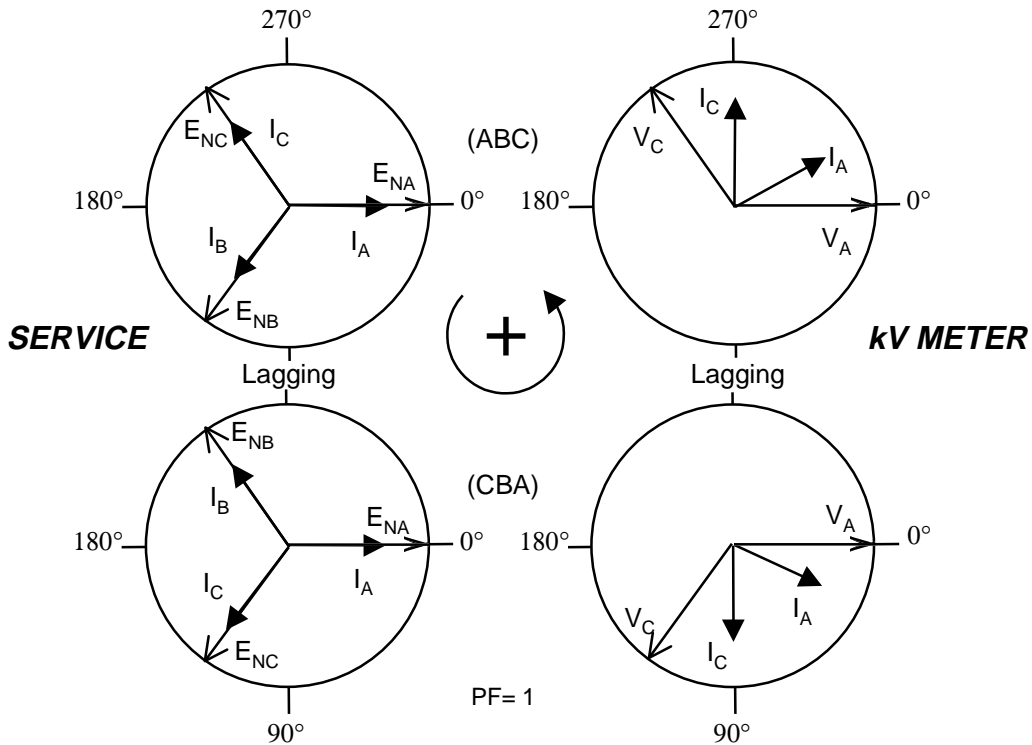 270°
270°
E_NC
I_C
(ABC)
I_C
V_C
E_NA
I_A
180°
0°
180°
0°
I_B
I_A
V_A
E_NB
SERVICE
+
kV METER
Lagging
Lagging
E_NB
(CBA)
I_B
E_NA
V_A
180°
0°
180°
0°
I_C
I_A
I_A
V_C
E_NC
I_C
PF= 1
90°
90°